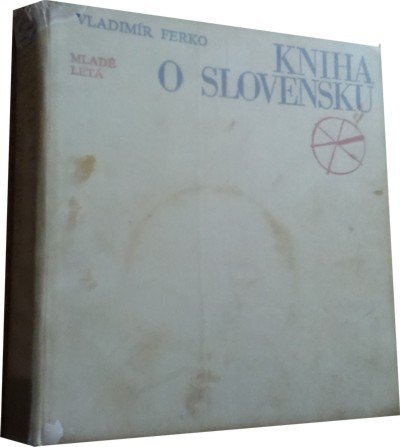 VLADIMÍR FERKO
KNIHA
O SLOVENSKU
MLADÉ
LETÁ